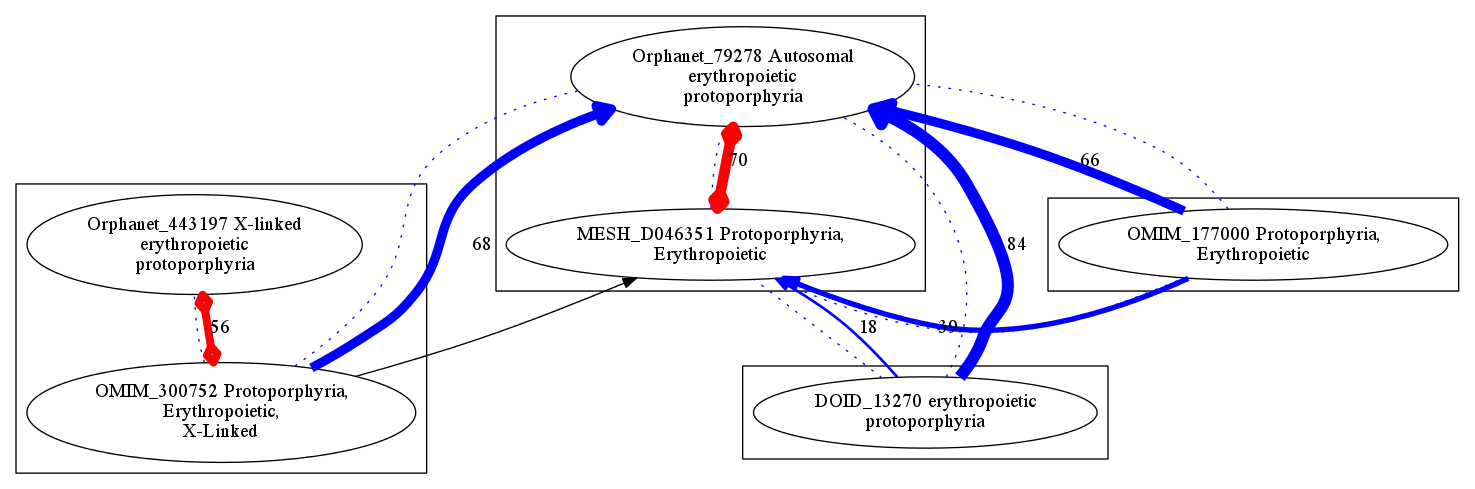 Orphanet_79278 Autosomal
erythropoietic
protoporphyria
70
66
Orphanet_443197 X-linked
erythropoietic
protoporphyria
68
MESH_D046351 Protoporphyria,
Erythropoietic
84
OMIM_177000 Protoporphyria,
Erythropoietic
56
18
39
OMIM_300752 Protoporphyria,
Erythropoietic,
X-Linked
DOID_13270 erythropoietic
protoporphyria